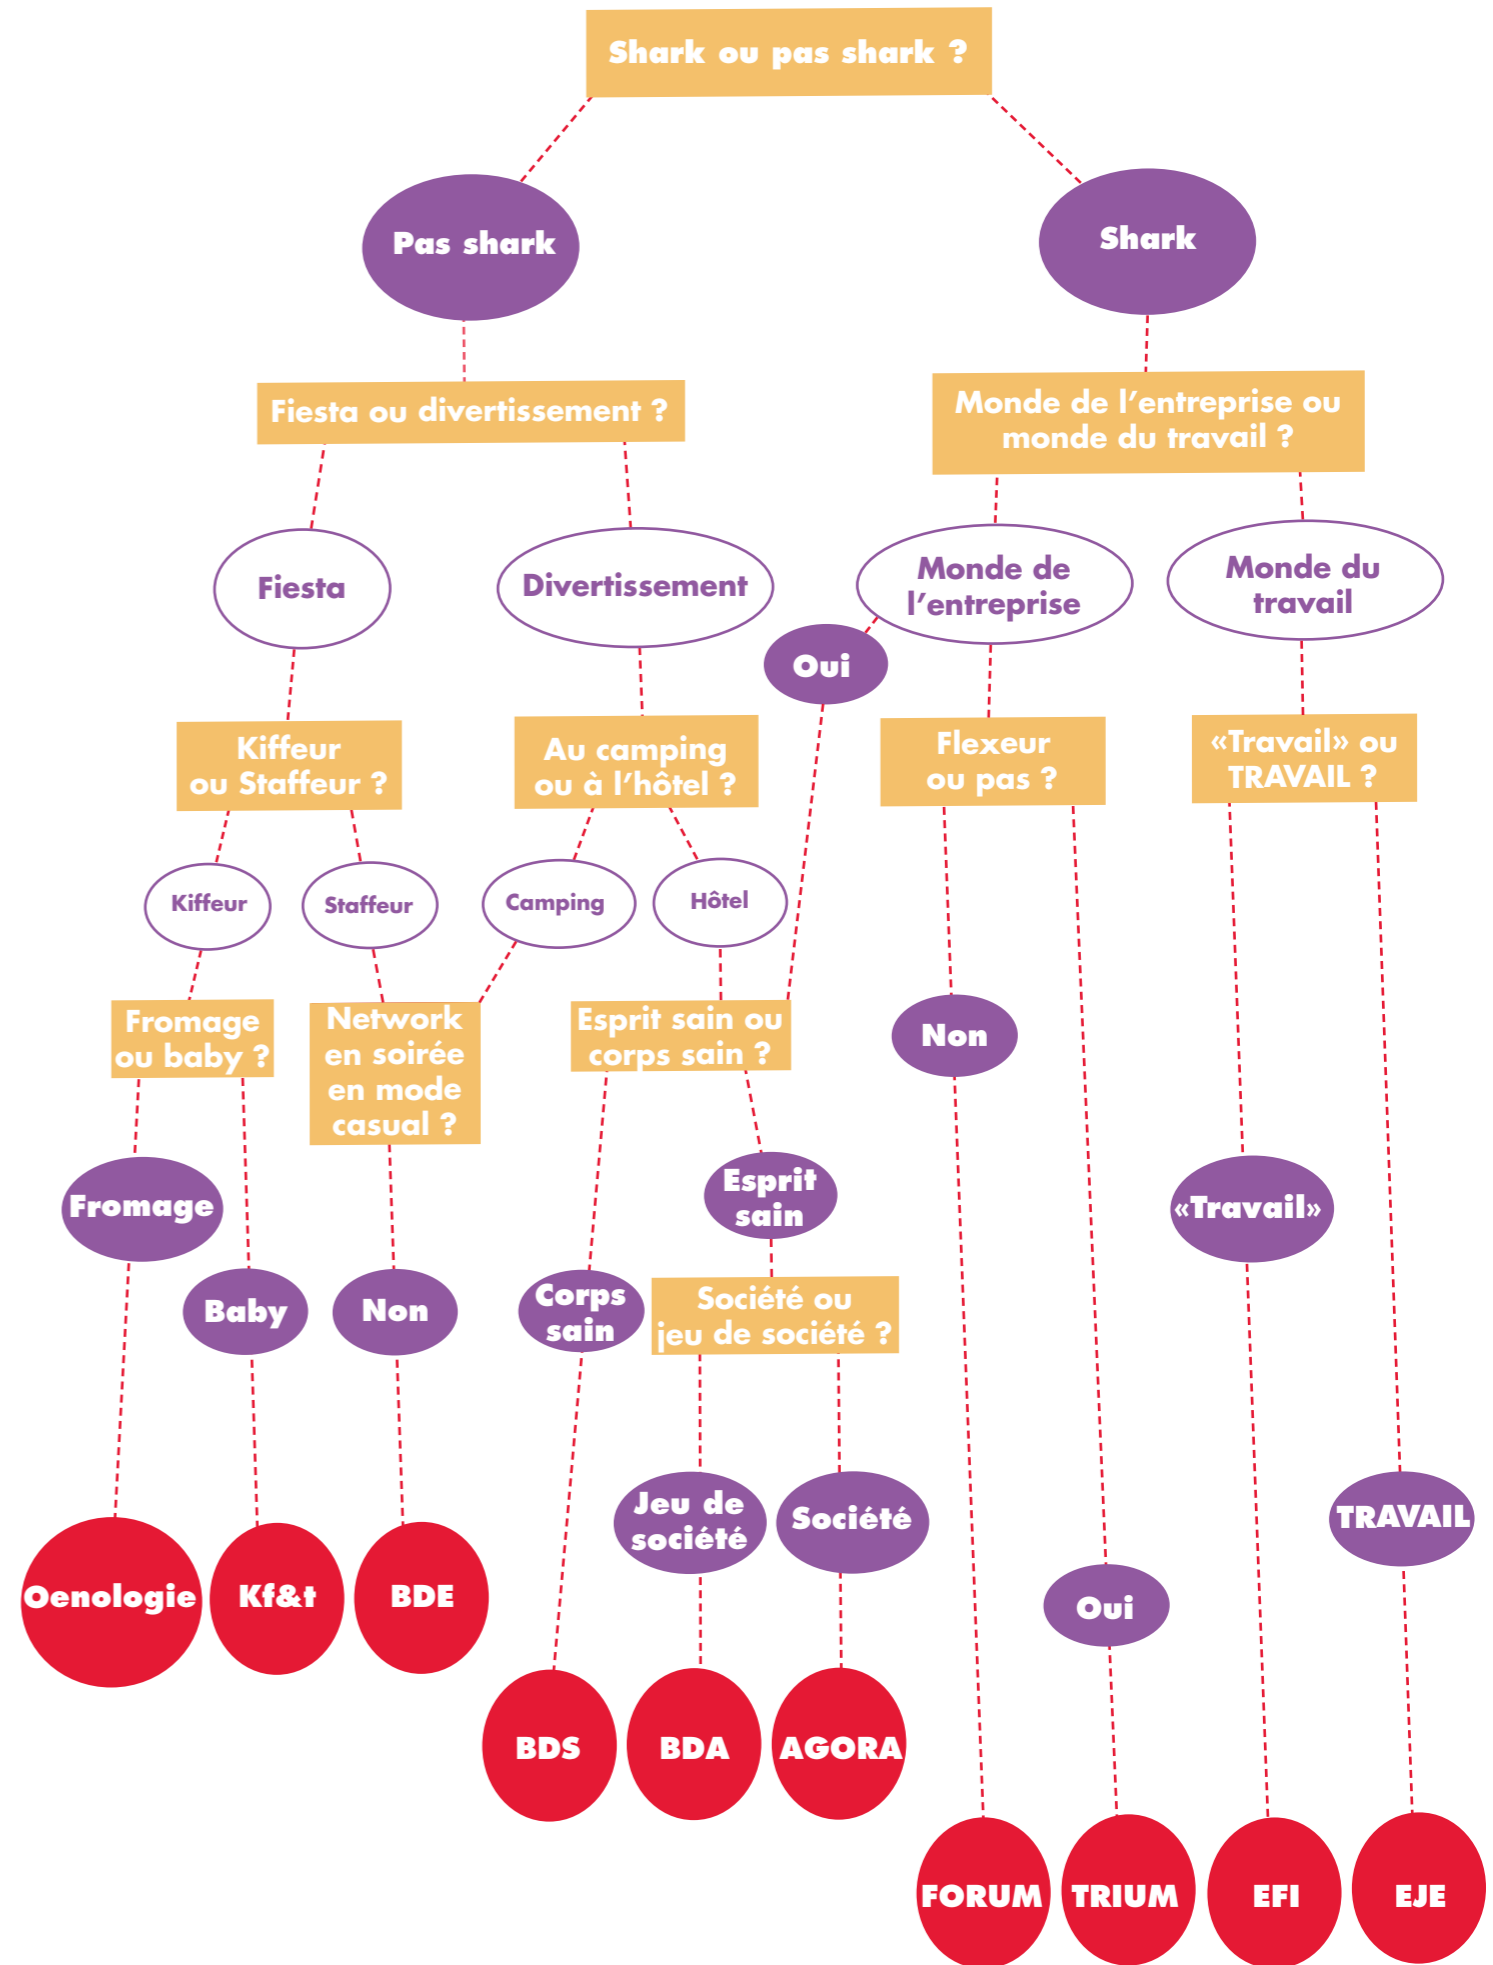 Shark ou pas shark ?
Pas shark
Shark
Fiesta ou divertissement ?
Monde de l'entreprise ou
monde du travail ?
Fiesta
Divertissement
Monde de
l'entreprise
Monde du
travail
Oui
Kiffeur
ou Staffeur ?
Au camping
ou à l'hôtel ?
Flexeur
ou pas ?
«Travail» ou
TRAVAIL ?
Kiffeur
Staffeur
Camping
Hôtel
Fromage
ou baby ?
Network
en soirée
en mode
casual ?
Esprit sain ou
corps sain ?
Non
Fromage
Esprit
sain
«Travail»
Baby
Non
Corps
sain
Société ou
jeu de société ?
Jeu de
société
Société
TRAVAIL
Oenologie
Kf&t
BDE
Oui
BDS
BDA
AGORA
FORUM
TRIUM
EFI
EJE